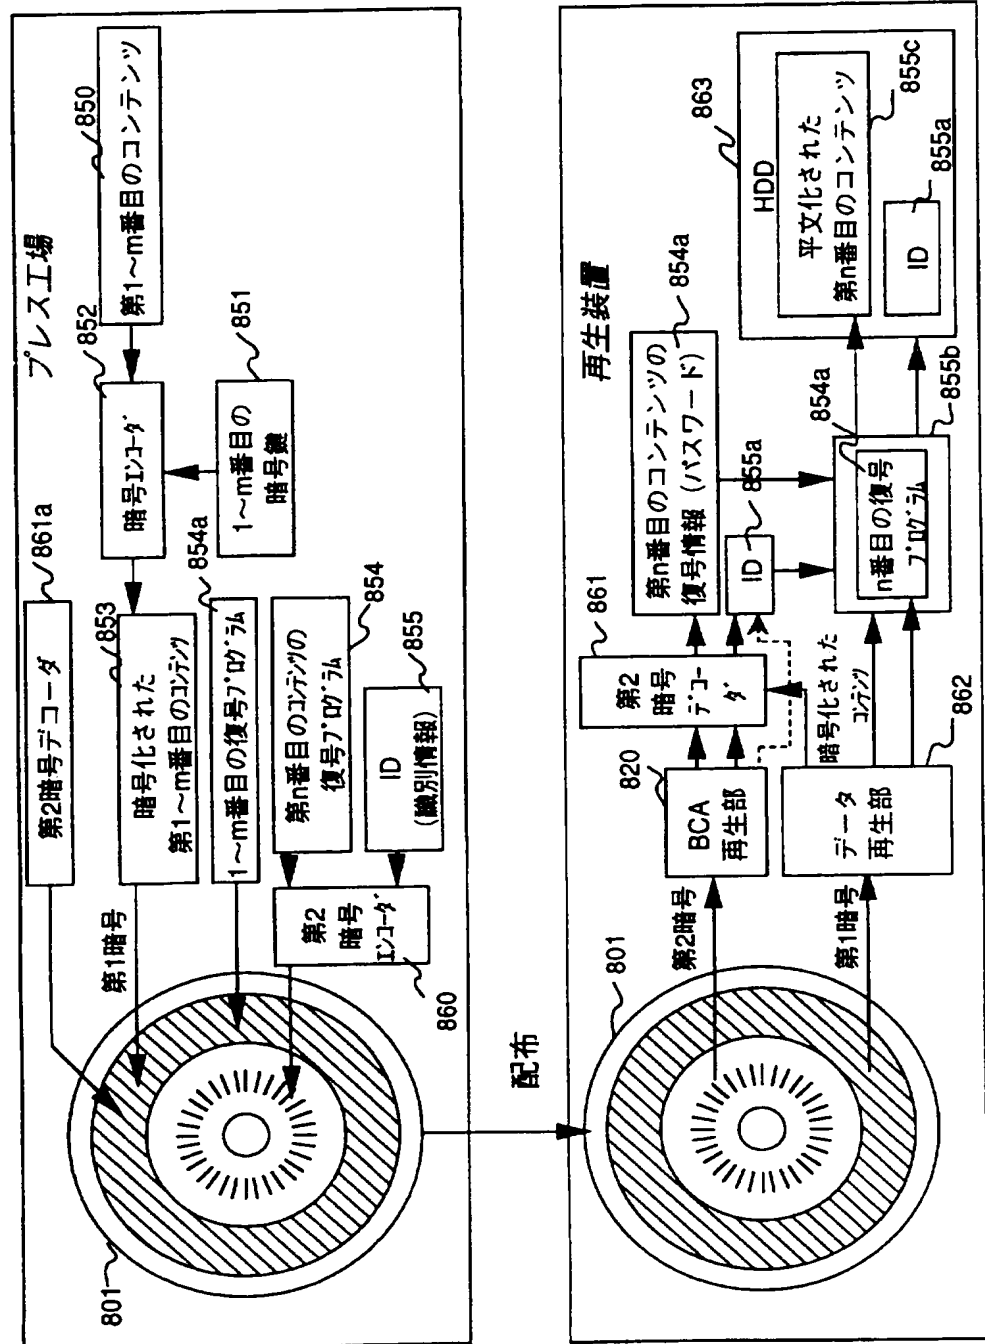 プレス工場
850
第1~m番目のコンテンツ
852
暗号エンコーダ
851
1~m番目の
暗号鍵
861a
第2暗号デコーダ
853
暗号化された
第1~m番目のコンテンツ
854a
1~m番目の復号プログラム
854
第n番目のコンテンツの
復号プログラム
855
ID
(識別情報)
第1暗号
第2
暗号
エンコーダ
860
801
配布
再生装置
801
第2暗号
第1暗号
820
BCA
再生部
データ
再生部
862
861
第2
暗号
デコー
ダ
暗号化された
コンテンツ
第n番目のコンテンツの
復号情報(パスワード)
854a
ID
855a
854a
n番目の復号
プログラム
855b
863
HDD
平文化された
第n番目のコンテンツ
855c
ID
855a